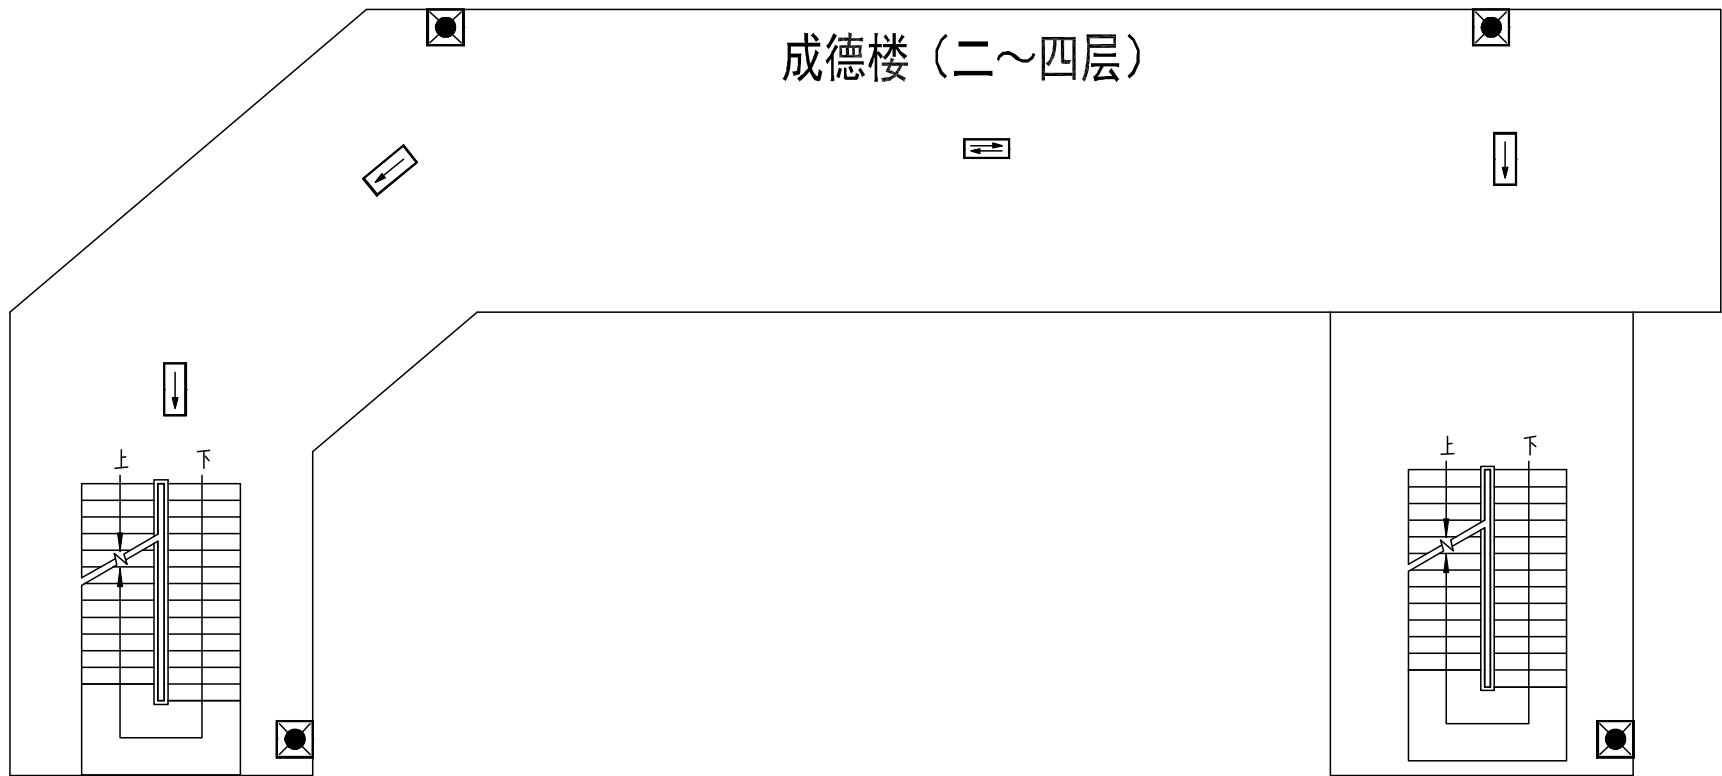 成德楼（二～四层）
上 下
上 下